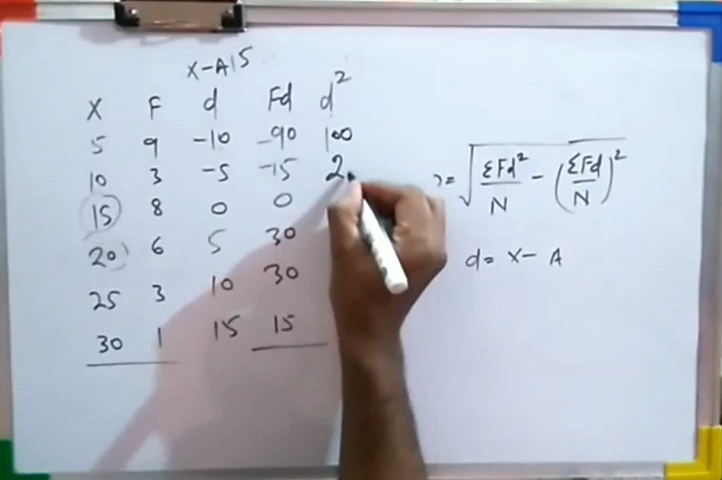 X-A15
X F d Fd d²
5 9 -10 -90 100
10 3 -5 -15 2
15 8 0 0
20 6 5 30
25 3 10 30
30 1 15 15
= √ΣFd²/N - (ΣFd/N)²
d = X - A